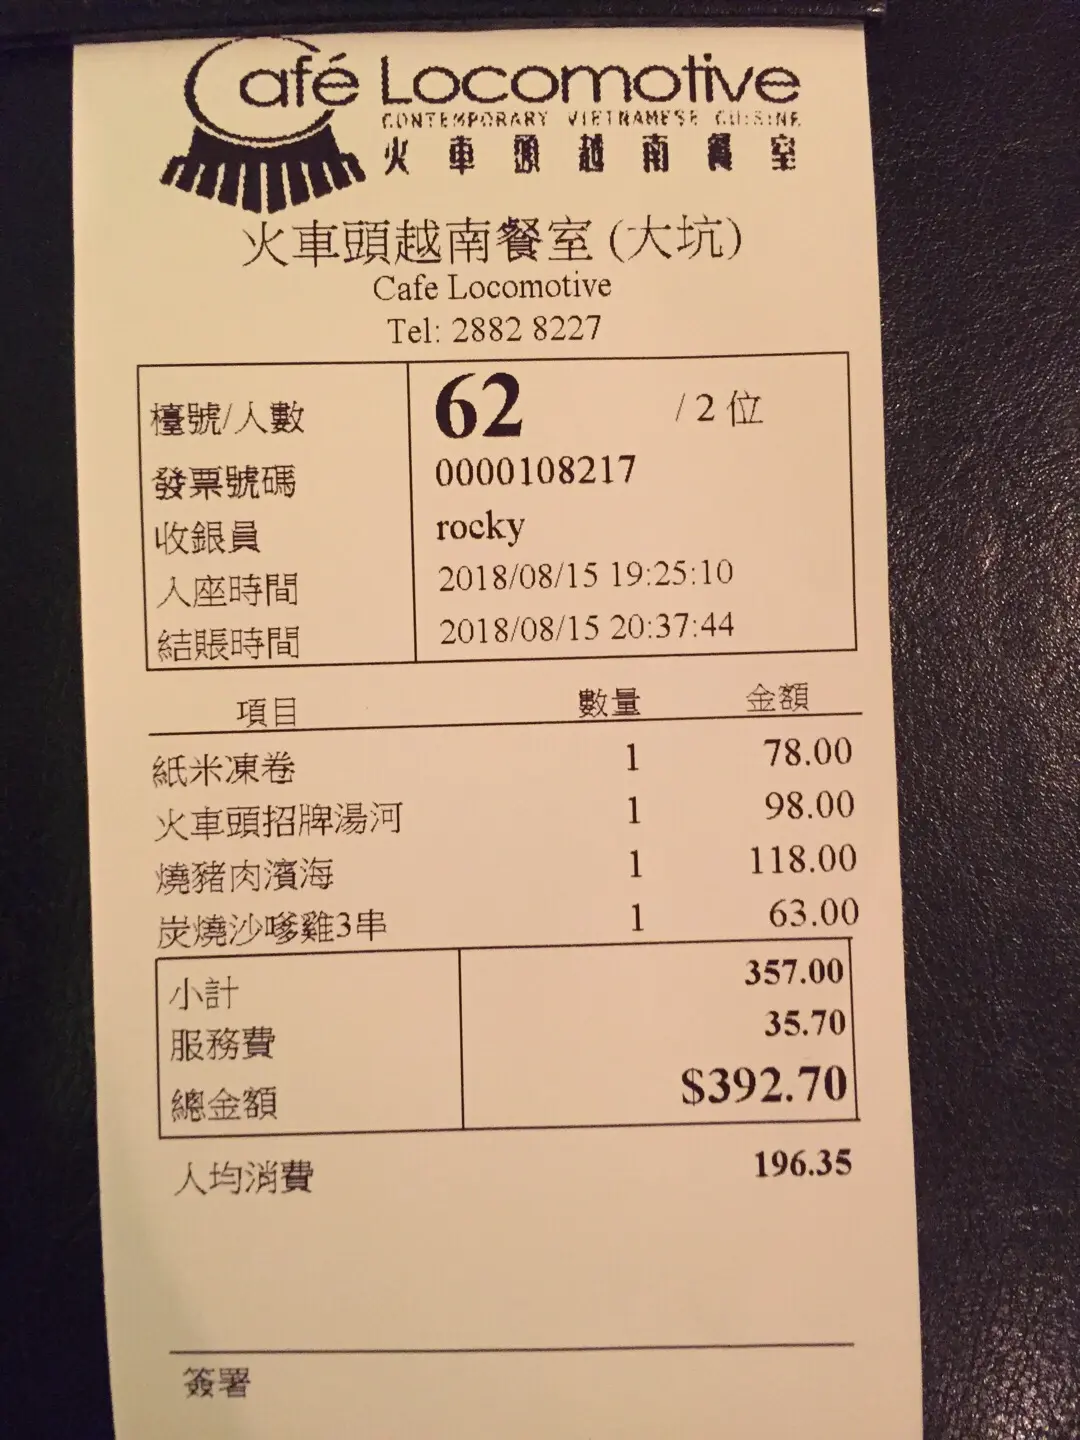 Café Locomotive
CONTEMPORARY VIETNAMESE CUISINE
火車頭越南餐室
火車頭越南餐室 (大坑)
Cafe Locomotive
Tel: 2882 8227
檯號/人數 62 / 2 位
發票號碼 0000108217
收銀員 rocky
入座時間 2018/08/15 19:25:10
結賬時間 2018/08/15 20:37:44
項目 數量 金額
紙米凍卷 1 78.00
火車頭招牌湯河 1 98.00
燒豬肉濱海 1 118.00
炭燒沙嗲雞3串 1 63.00
小計 357.00
服務費 35.70
總金額 $392.70
人均消費 196.35
簽署